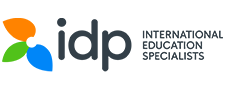 idp
INTERNATIONAL
EDUCATION
SPECIALISTS